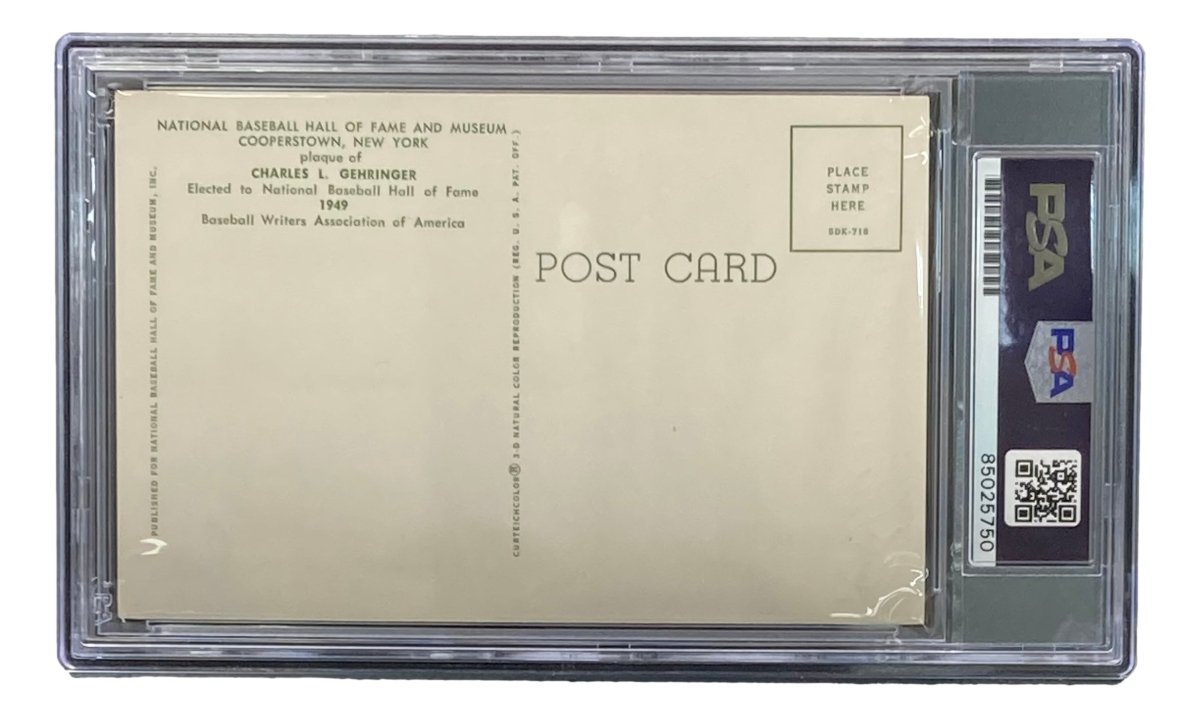 NATIONAL BASEBALL HALL OF FAME AND MUSEUM
COOPERSTOWN, NEW YORK
plaque of
CHARLES L. GEHRINGER
Elected to National Baseball Hall of Fame
1949
Baseball Writers Association of America
PUBLISHED FOR NATIONAL BASEBALL HALL OF FAME AND MUSEUM, INC.
CURTEICHCOLOR® 3-D NATURAL COLOR REPRODUCTION (REG. U. S. A. PAT. OFF.)
POST CARD
PLACE
STAMP
HERE
PSA
PSA
85025750